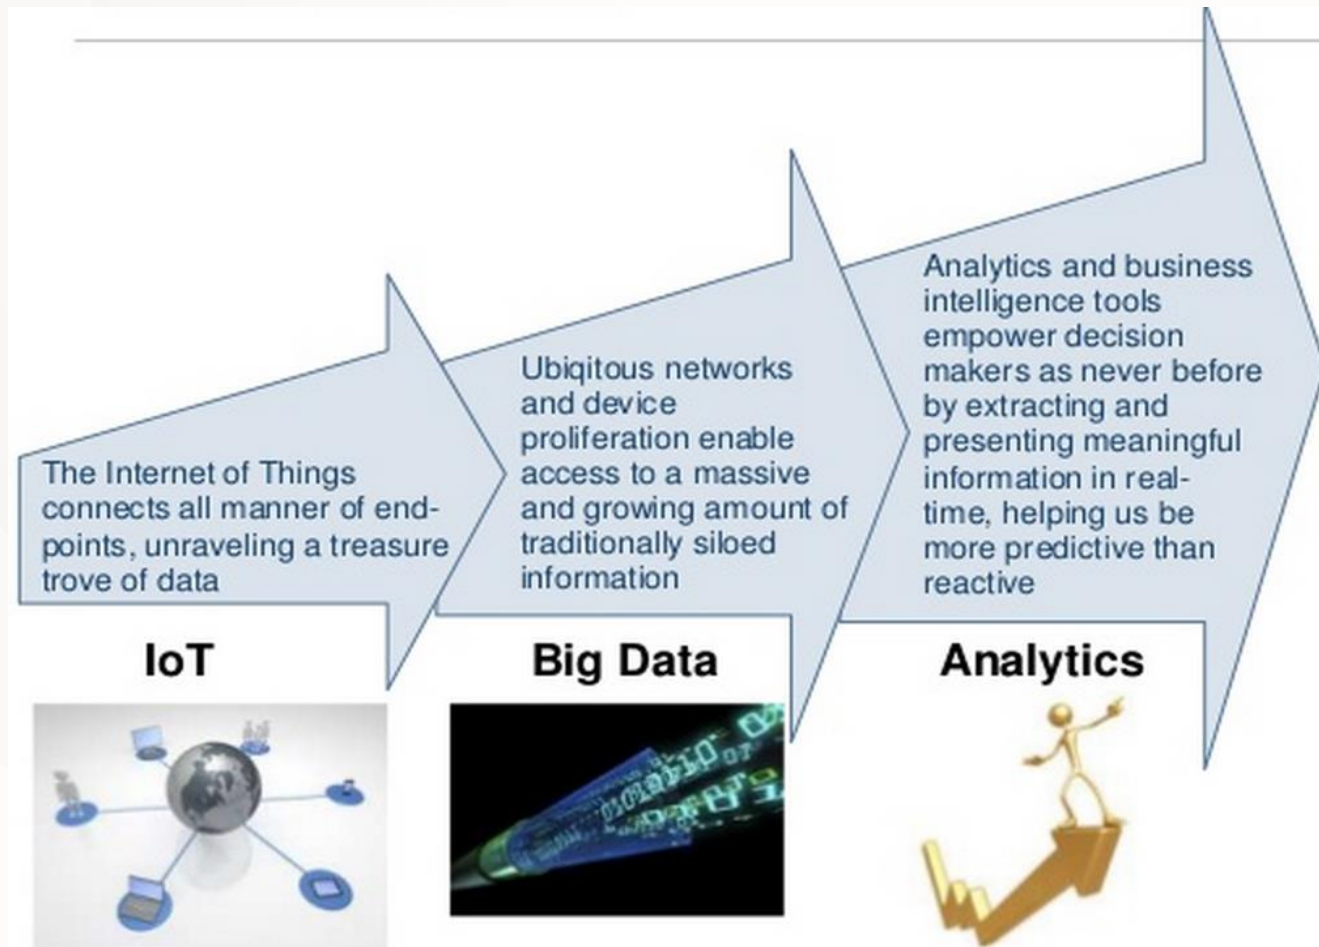 The Internet of Things
connects all manner of end-
points, unraveling a treasure
trove of data
IoT
Ubiqitous networks
and device
proliferation enable
access to a massive
and growing amount of
traditionally siloed
information
Big Data
Analytics and business
intelligence tools
empower decision
makers as never before
by extracting and
presenting meaningful
information in real-
time, helping us be
more predictive than
reactive
Analytics